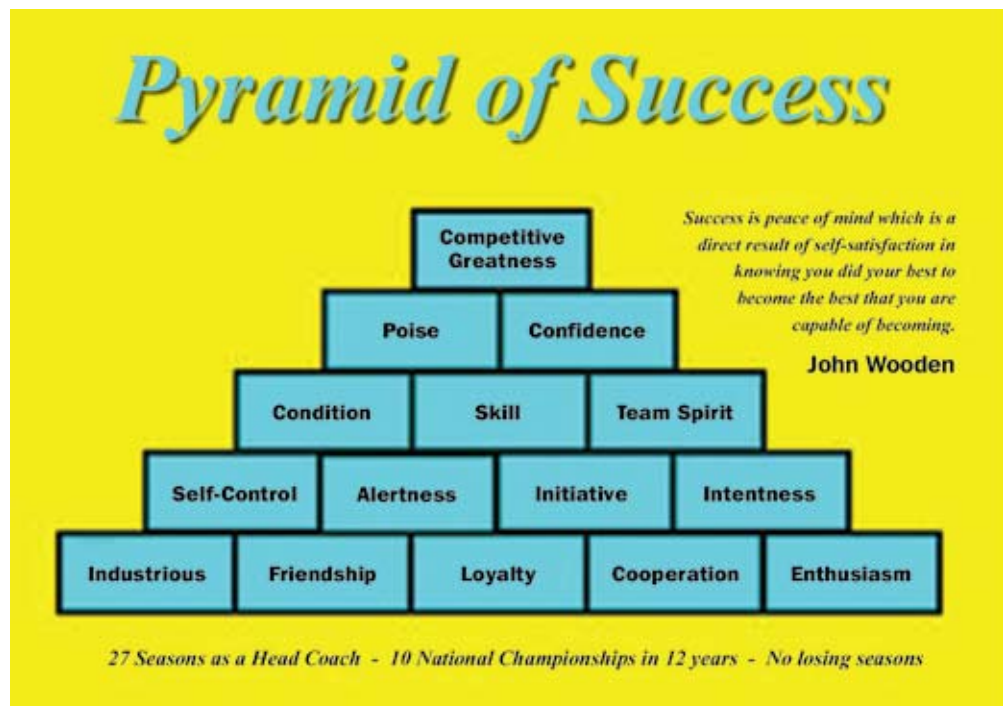 Pyramid of Success
Competitive
Greatness
Success is peace of mind which is a
direct result of self-satisfaction in
knowing you did your best to
become the best that you are
capable of becoming.
John Wooden
Poise
Confidence
Condition
Skill
Team Spirit
Self-Control
Alertness
Initiative
Intentness
Industrious
Friendship
Loyalty
Cooperation
Enthusiasm
27 Seasons as a Head Coach - 10 National Championships in 12 years - No losing seasons